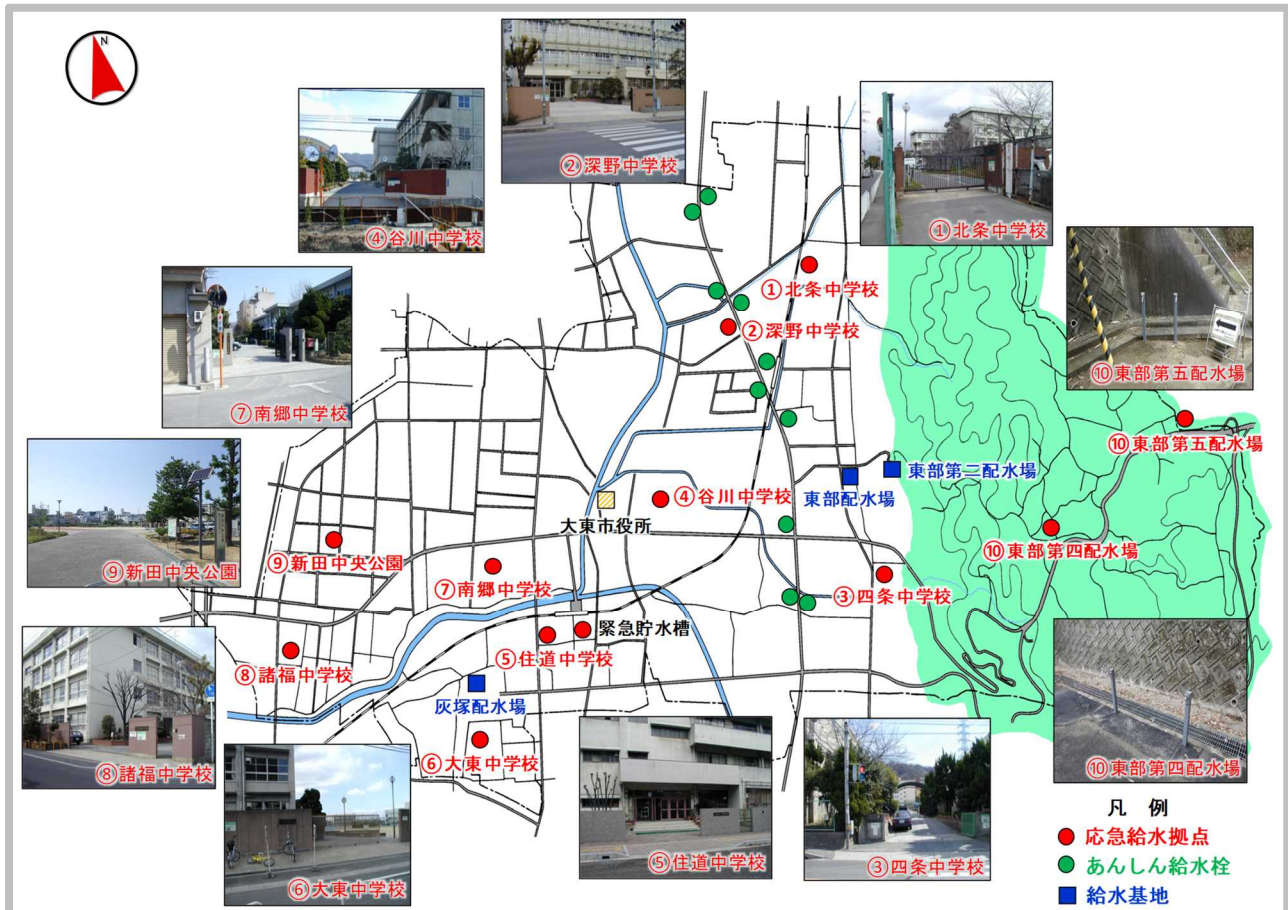 N
②深野中学校
④谷川中学校
①北条中学校
⑦南郷中学校
①北条中学校
②深野中学校
⑩東部第五配水場
⑩東部第五配水場
東部第二配水場
東部配水場
④谷川中学校
大東市役所
⑨新田中央公園
⑨新田中央公園
⑦南郷中学校
⑩東部第四配水場
③四条中学校
緊急貯水槽
⑤住道中学校
⑧諸福中学校
灰塚配水場
⑥大東中学校
⑧諸福中学校
⑥大東中学校
⑤住道中学校
③四条中学校
⑩東部第四配水場
凡 例
応急給水拠点
あんしん給水栓
給水基地